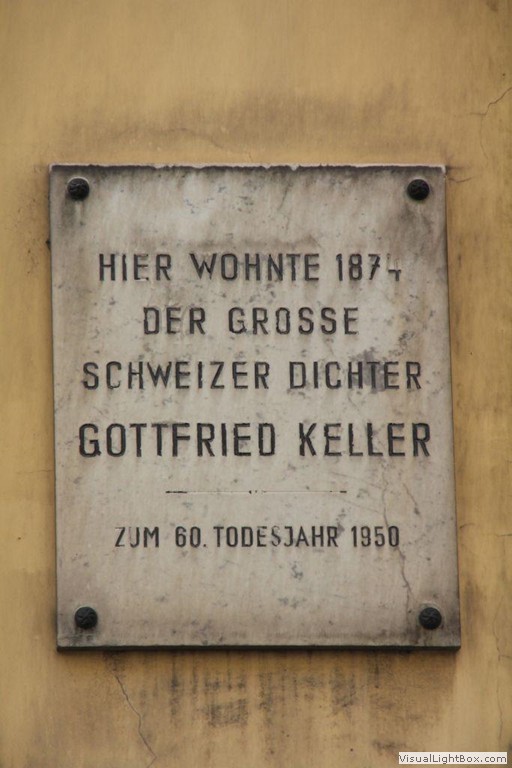 HIER WOHNTE 1874
DER GROSSE
SCHWEIZER DICHTER
GOTTFRIED KELLER
ZUM 60. TODESJAHR 1950
VisualLightBox.com